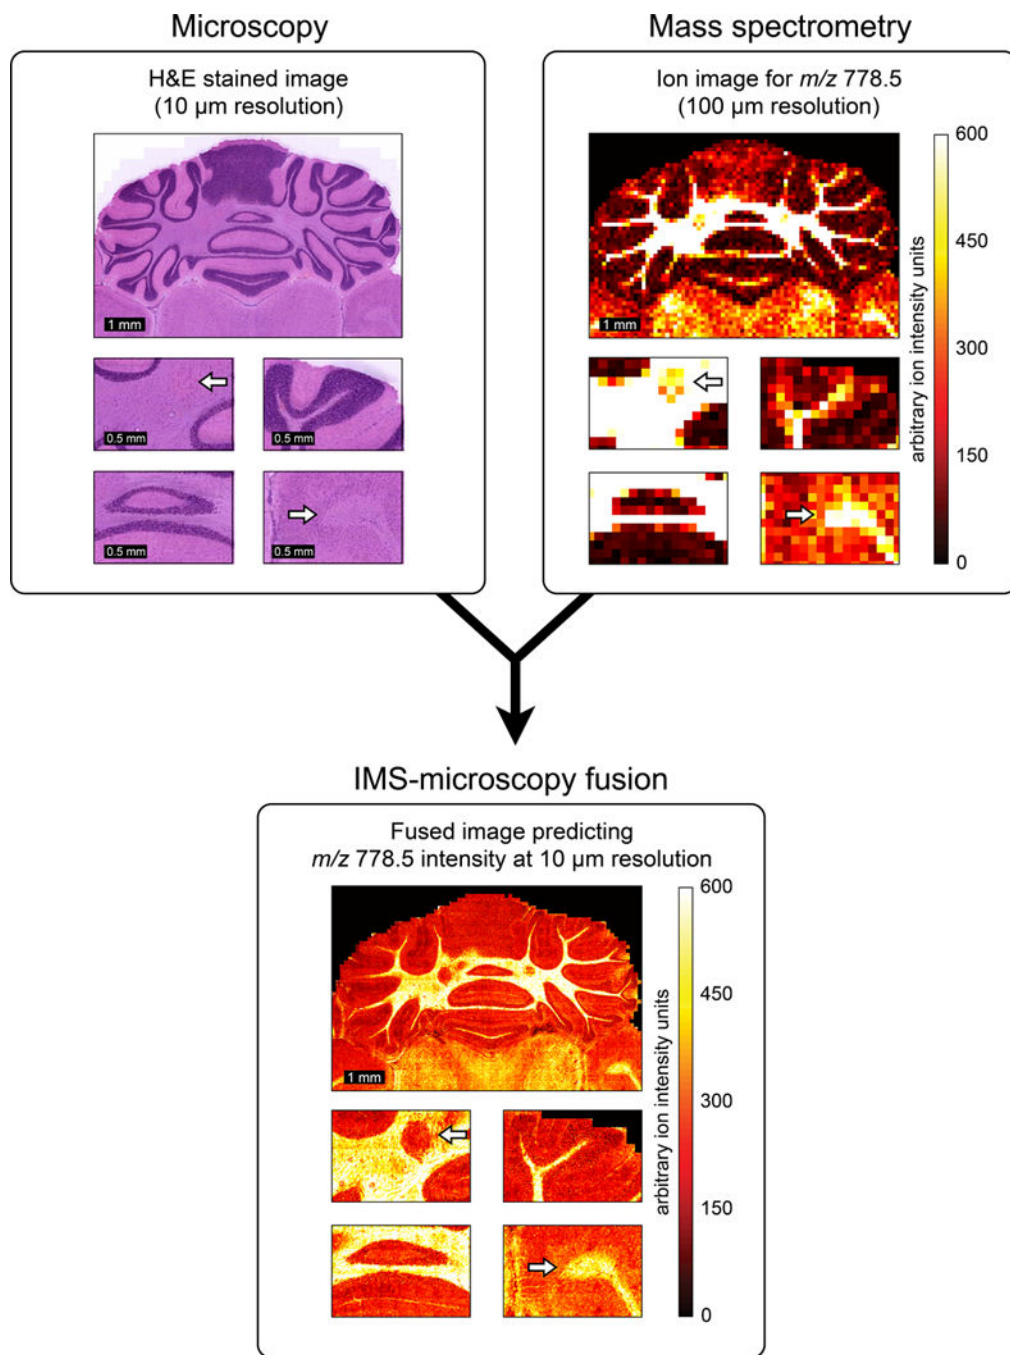 Microscopy
H&E stained image
(10 µm resolution)
1 mm
0.5 mm
0.5 mm
0.5 mm
0.5 mm
Mass spectrometry
Ion image for m/z 778.5
(100 µm resolution)
1 mm
600
450
300
150
0
arbitrary ion intensity units
IMS-microscopy fusion
Fused image predicting
m/z 778.5 intensity at 10 µm resolution
1 mm
600
450
300
150
0
arbitrary ion intensity units